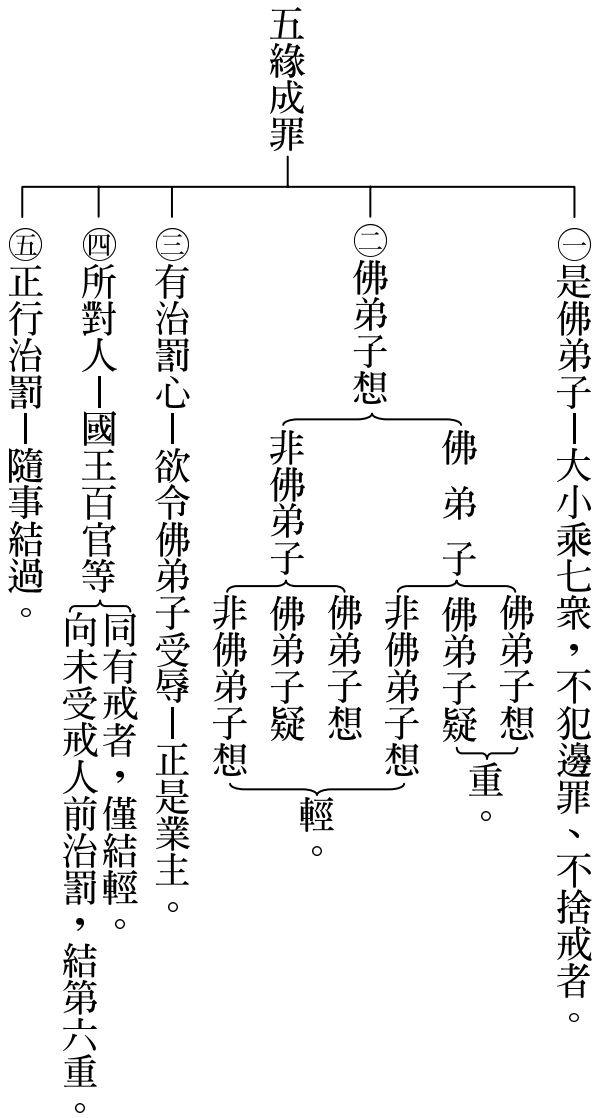 五緣成罪
㊀是佛弟子—大小乘七衆，不犯邊罪、不捨戒者。
㊁佛弟子想
佛弟子
佛弟子想
佛弟子疑
重。
非佛弟子想
非佛弟子
佛弟子想
佛弟子疑
非佛弟子想
輕。
㊂有治罰心—欲令佛弟子受辱—正是業主。
㊃所對人—國王百官等
同有戒者，僅結輕。
向未受戒人前治罰，結第六重。
㊄正行治罰—隨事結過。